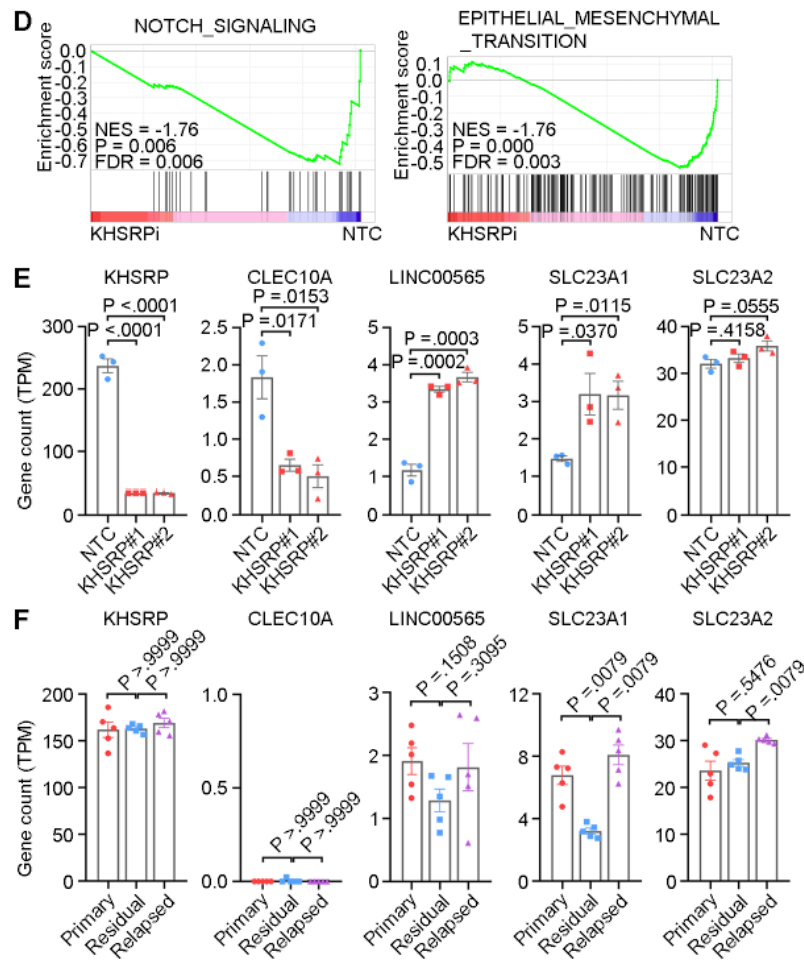 D
NOTCH_SIGNALING
EPITHELIAL_MESENCHYMAL
_TRANSITION
Enrichment score
0.0
-0.1
-0.2
-0.3
-0.4
-0.5
-0.6
-0.7
NES = -1.76
P = 0.006
FDR = 0.006
KHSRPi
NTC
Enrichment score
0.1
0.0
-0.1
-0.2
-0.3
-0.4
-0.5
NES = -1.76
P = 0.000
FDR = 0.003
KHSRPi
NTC
E
Gene count (TPM)
KHSRP
P <.0001
P <.0001
300
200
100
0
NTC
KHSRP#1
KHSRP#2
CLEC10A
P =.0153
P =.0171
2.5
2.0
1.5
1.0
0.5
0.0
NTC
KHSRP#1
KHSRP#2
LINC00565
P =.0003
P =.0002
5
4
3
2
1
0
NTC
KHSRP#1
KHSRP#2
SLC23A1
P =.0115
P =.0370
5
4
3
2
1
0
NTC
KHSRP#1
KHSRP#2
SLC23A2
P =.0555
P =.4158
40
30
20
10
0
NTC
KHSRP#1
KHSRP#2
F
Gene count (TPM)
KHSRP
P >.9999
P >.9999
200
150
100
50
0
Primary
Residual
Relapsed
CLEC10A
P >.9999
P >.9999
1.0
0.5
0.0
Primary
Residual
Relapsed
LINC00565
P =.1508
P =.3095
3
2
1
0
Primary
Residual
Relapsed
SLC23A1
P =.0079
P =.0079
12
8
4
0
Primary
Residual
Relapsed
SLC23A2
P =.5476
P =.0079
40
30
20
10
0
Primary
Residual
Relapsed